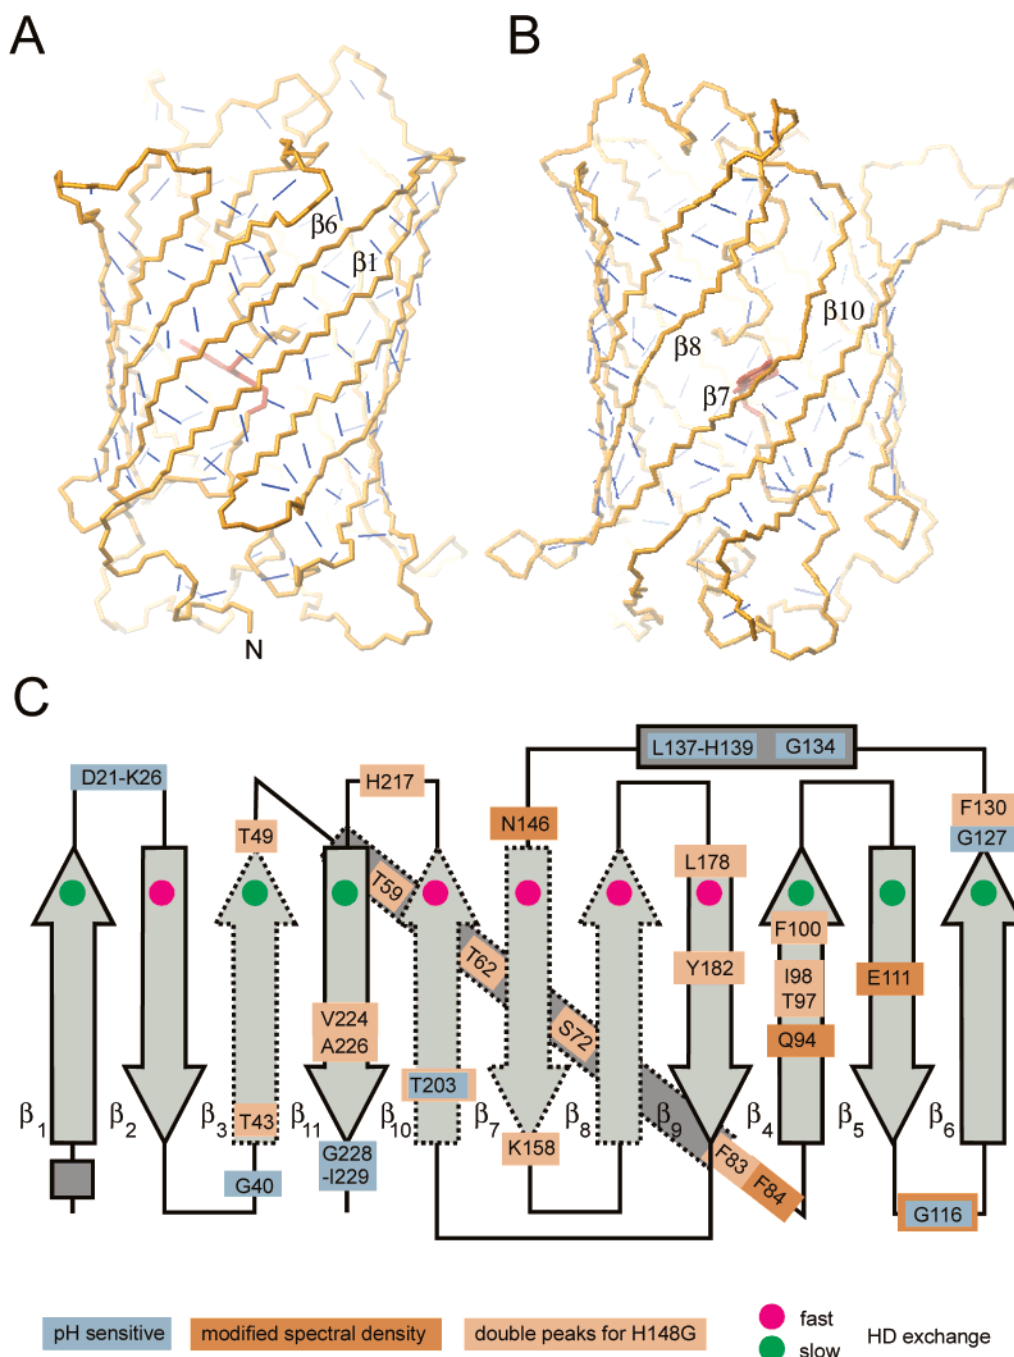 A
B
β6
β1
β10
β8
β7
N
C
D21-K26
H217
L137-H139
G134
T49
N146
F130
G127
T59
L178
F100
T62
Y182
I98
T97
E111
V224
A226
S72
Q94
T203
β1
β2
β3
T43
β11
β10
β7
β8
β9
β4
β5
β6
G228
-I229
K158
F83
F84
G40
G116
pH sensitive
modified spectral density
double peaks for H148G
fast
slow
HD exchange